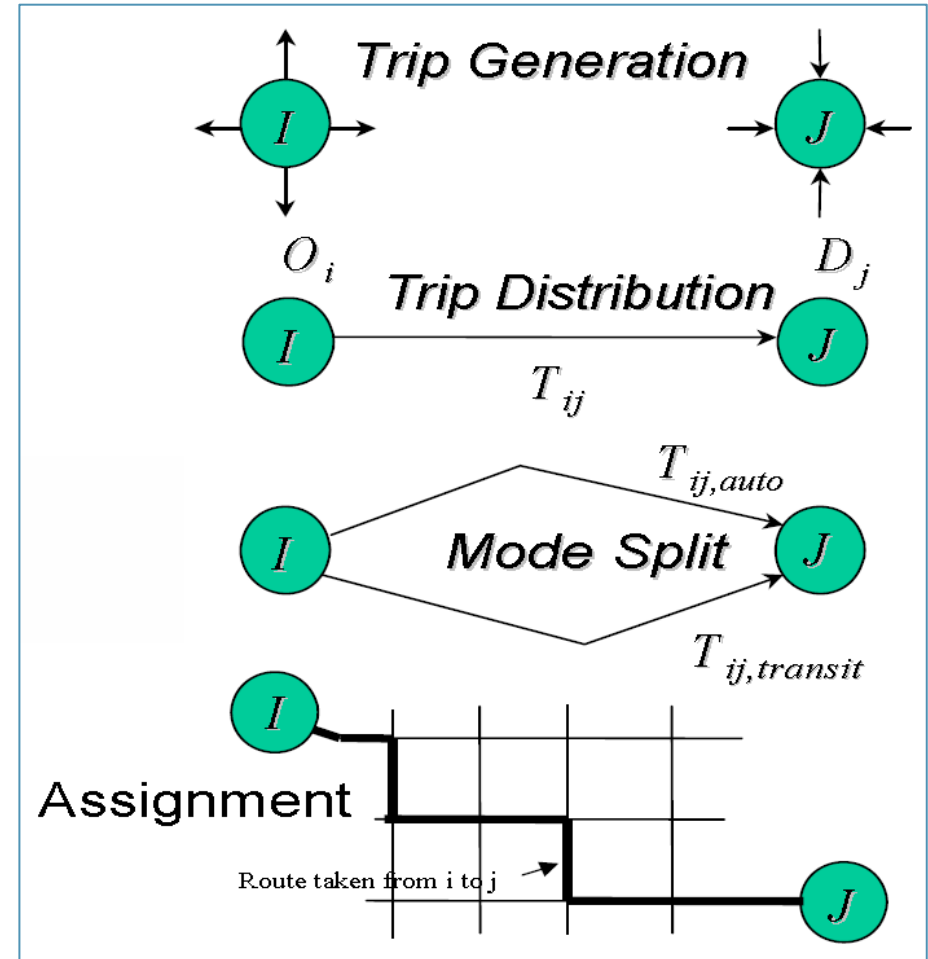 Trip Generation
I
J
O i
D j
Trip Distribution
I
J
T ij
T ij,auto
I
Mode Split
J
T ij,transit
I
Assignment
Route taken from i to j
J